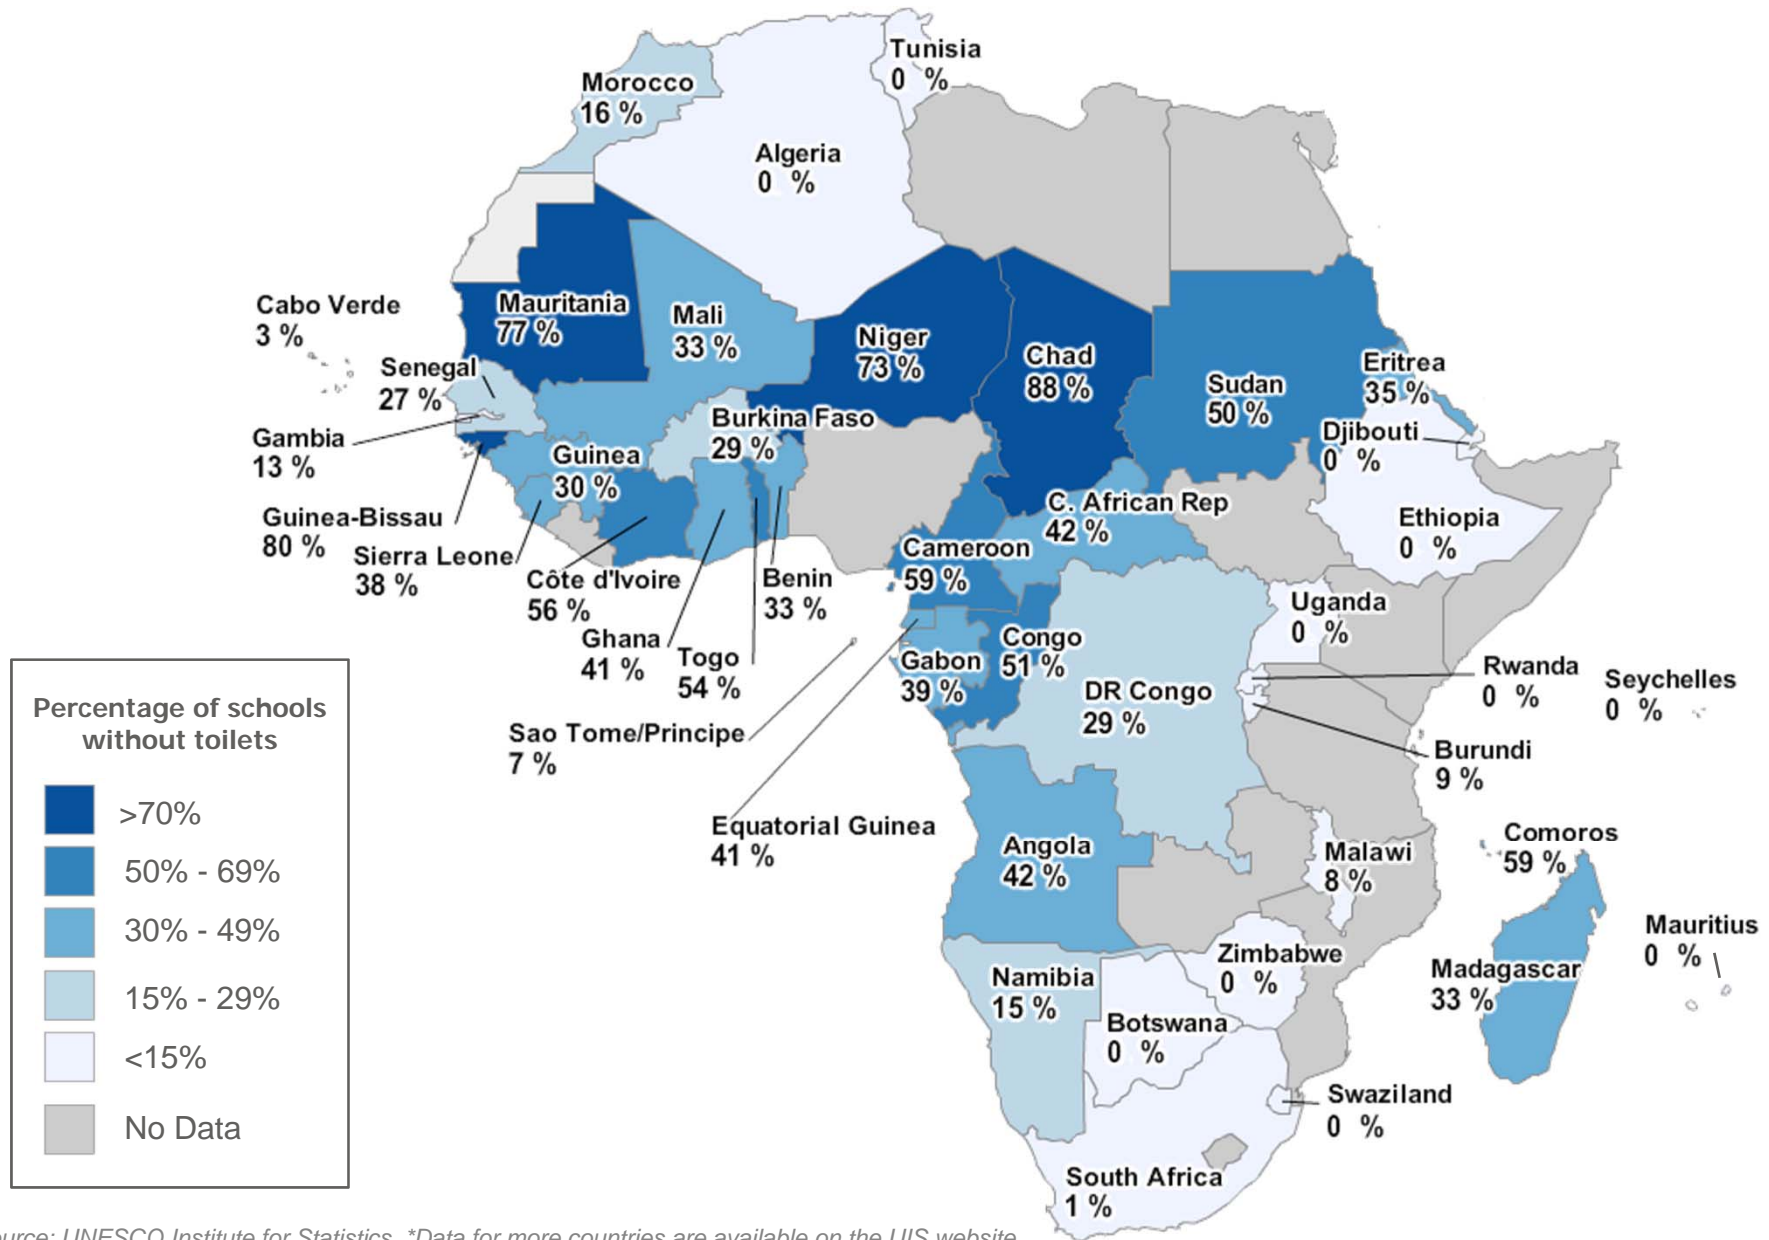 Tunisia
0 %
Morocco
16 %
Algeria
0 %
Cabo Verde
3 %
Mauritania
77 %
Mali
33 %
Niger
73 %
Chad
88 %
Sudan
50 %
Eritrea
35 %
Senegal
27 %
Burkina Faso
29 %
Djibouti
0 %
Gambia
13 %
Guinea
30 %
C. African Rep
42 %
Ethiopia
0 %
Guinea-Bissau
80 %
Sierra Leone
38 %
Côte d'Ivoire
56 %
Benin
33 %
Cameroon
59 %
Uganda
0 %
Ghana
41 %
Togo
54 %
Gabon
39 %
Congo
51 %
DR Congo
29 %
Rwanda
0 %
Seychelles
0 %
Sao Tome/Principe
7 %
Burundi
9 %
Equatorial Guinea
41 %
Angola
42 %
Malawi
8 %
Comoros
59 %
Mauritius
0 %
Namibia
15 %
Zimbabwe
0 %
Madagascar
33 %
Botswana
0 %
Swaziland
0 %
South Africa
1 %
Percentage of schools
without toilets
>70%
50% - 69%
30% - 49%
15% - 29%
<15%
No Data
UNESCO Institute for Statistics. *Data for more countries are available on the UIS website